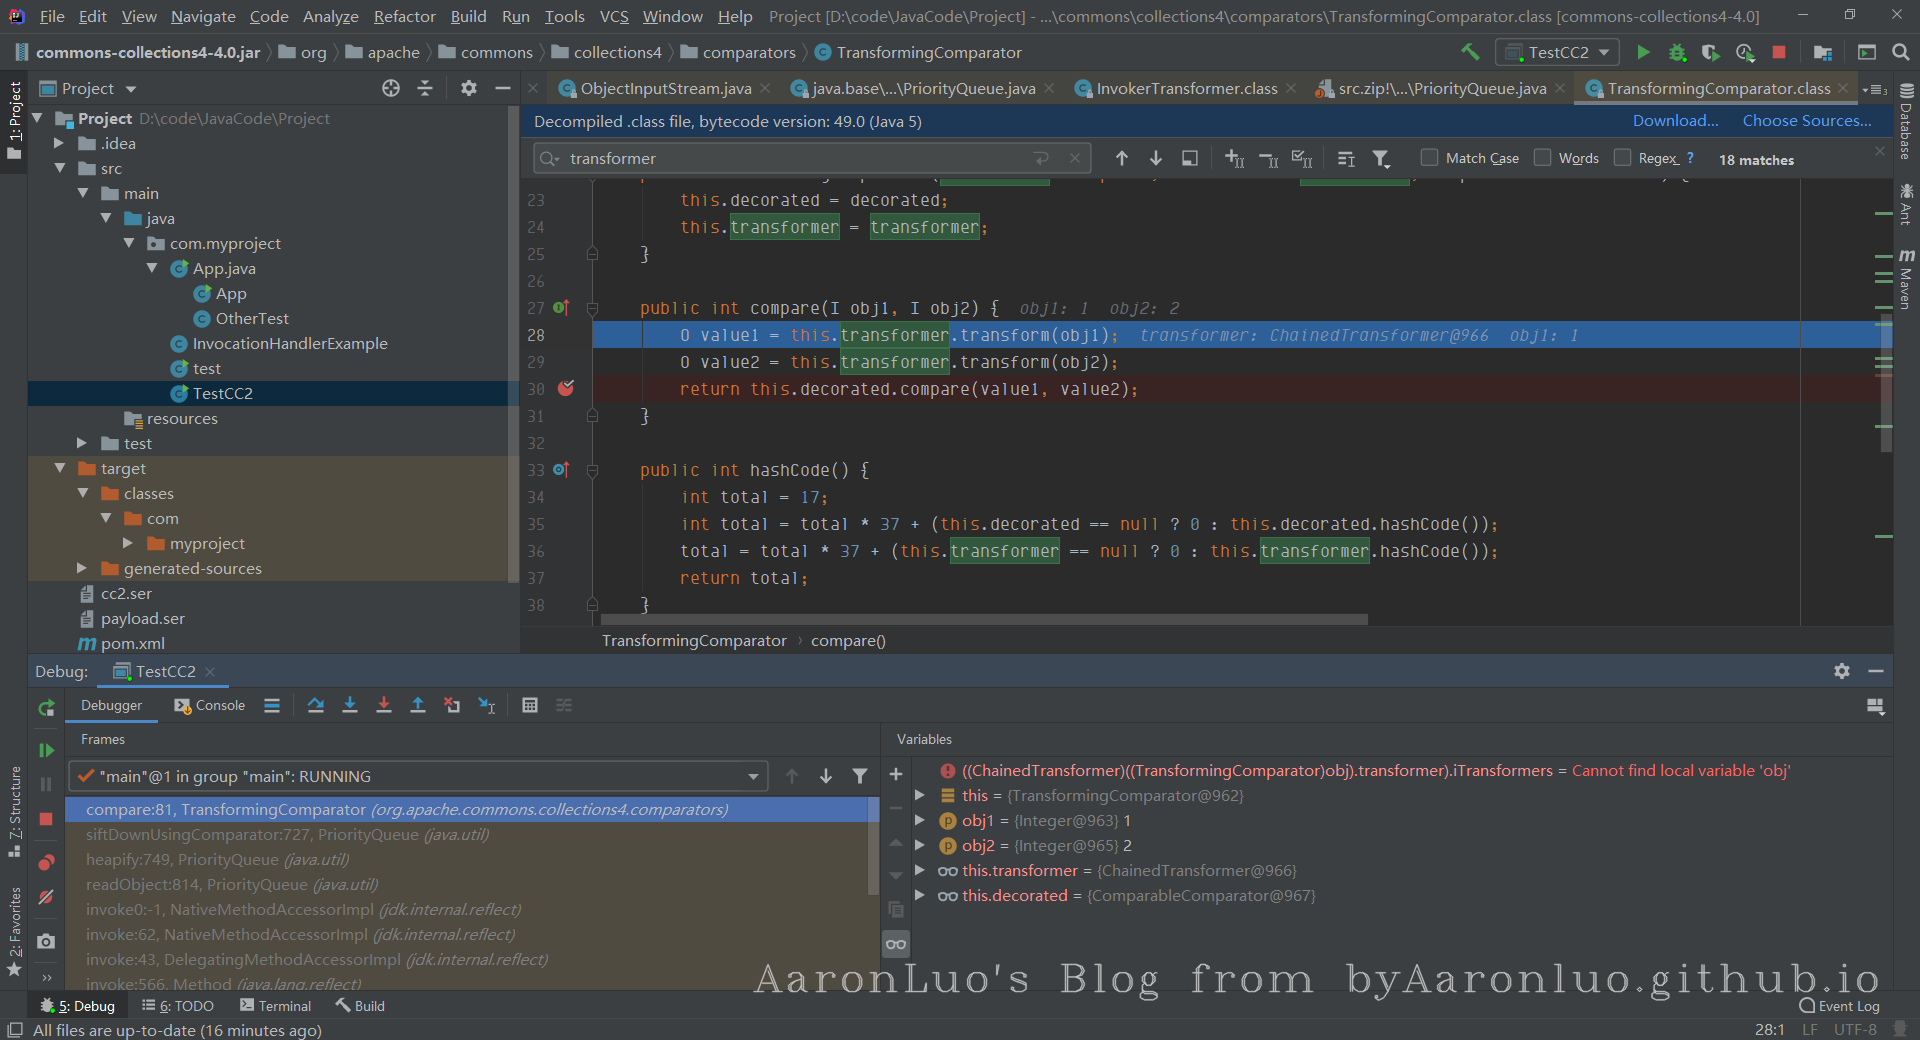 File Edit View Navigate Code Analyze Refactor Build Run Tools VCS Window Help Project [D:\code\JavaCode\Project] - ...\commons\collections4\comparators\TransformingComparator.class [commons-collections4-4.0]
commons-collections4-4.0.jar org apache commons collections4 comparators TransformingComparator TestCC2
1: Project
Project
ObjectInputStream.java java.base\...\PriorityQueue.java InvokerTransformer.class src.zip!\...\PriorityQueue.java TransformingComparator.class
Project D:\code\JavaCode\Project
.idea
src
main
java
com.myproject
App.java
App
OtherTest
InvocationHandlerExample
test
TestCC2
resources
test
target
classes
com
myproject
generated-sources
cc2.ser
payload.ser
pom.xml
Decompiled .class file, bytecode version: 49.0 (Java 5) Download... Choose Sources...
transformer Match Case Words Regex ? 18 matches
23 this.decorated = decorated;
24 this.transformer = transformer;
25 }
26
27 public int compare(I obj1, I obj2) { obj1: 1 obj2: 2
28 O value1 = this.transformer.transform(obj1); transformer: ChainedTransformer@966 obj1: 1
29 O value2 = this.transformer.transform(obj2);
30 return this.decorated.compare(value1, value2);
31 }
32
33 public int hashCode() {
34 int total = 17;
35 int total = total * 37 + (this.decorated == null ? 0 : this.decorated.hashCode());
36 total = total * 37 + (this.transformer == null ? 0 : this.transformer.hashCode());
37 return total;
38 }
TransformingComparator › compare()
Database
Ant
Maven
Debug: TestCC2
Debugger Console
Frames
"main"@1 in group "main": RUNNING
compare:81, TransformingComparator (org.apache.commons.collections4.comparators)
siftDownUsingComparator:727, PriorityQueue (java.util)
heapify:749, PriorityQueue (java.util)
readObject:814, PriorityQueue (java.util)
invoke0:-1, NativeMethodAccessorImpl (jdk.internal.reflect)
invoke:62, NativeMethodAccessorImpl (jdk.internal.reflect)
invoke:43, DelegatingMethodAccessorImpl (jdk.internal.reflect)
invoke:566, Method (java.lang.reflect)
Variables
((ChainedTransformer)((TransformingComparator)obj).transformer).iTransformers = Cannot find local variable 'obj'
this = {TransformingComparator@962}
obj1 = {Integer@963} 1
obj2 = {Integer@965} 2
this.transformer = {ChainedTransformer@966}
this.decorated = {ComparableComparator@967}
7: Structure
2: Favorites
AaronLuo's Blog from byAaronluo.github.io
5: Debug 6: TODO Terminal Build Event Log
All files are up-to-date (16 minutes ago) 28:1 LF UTF-8